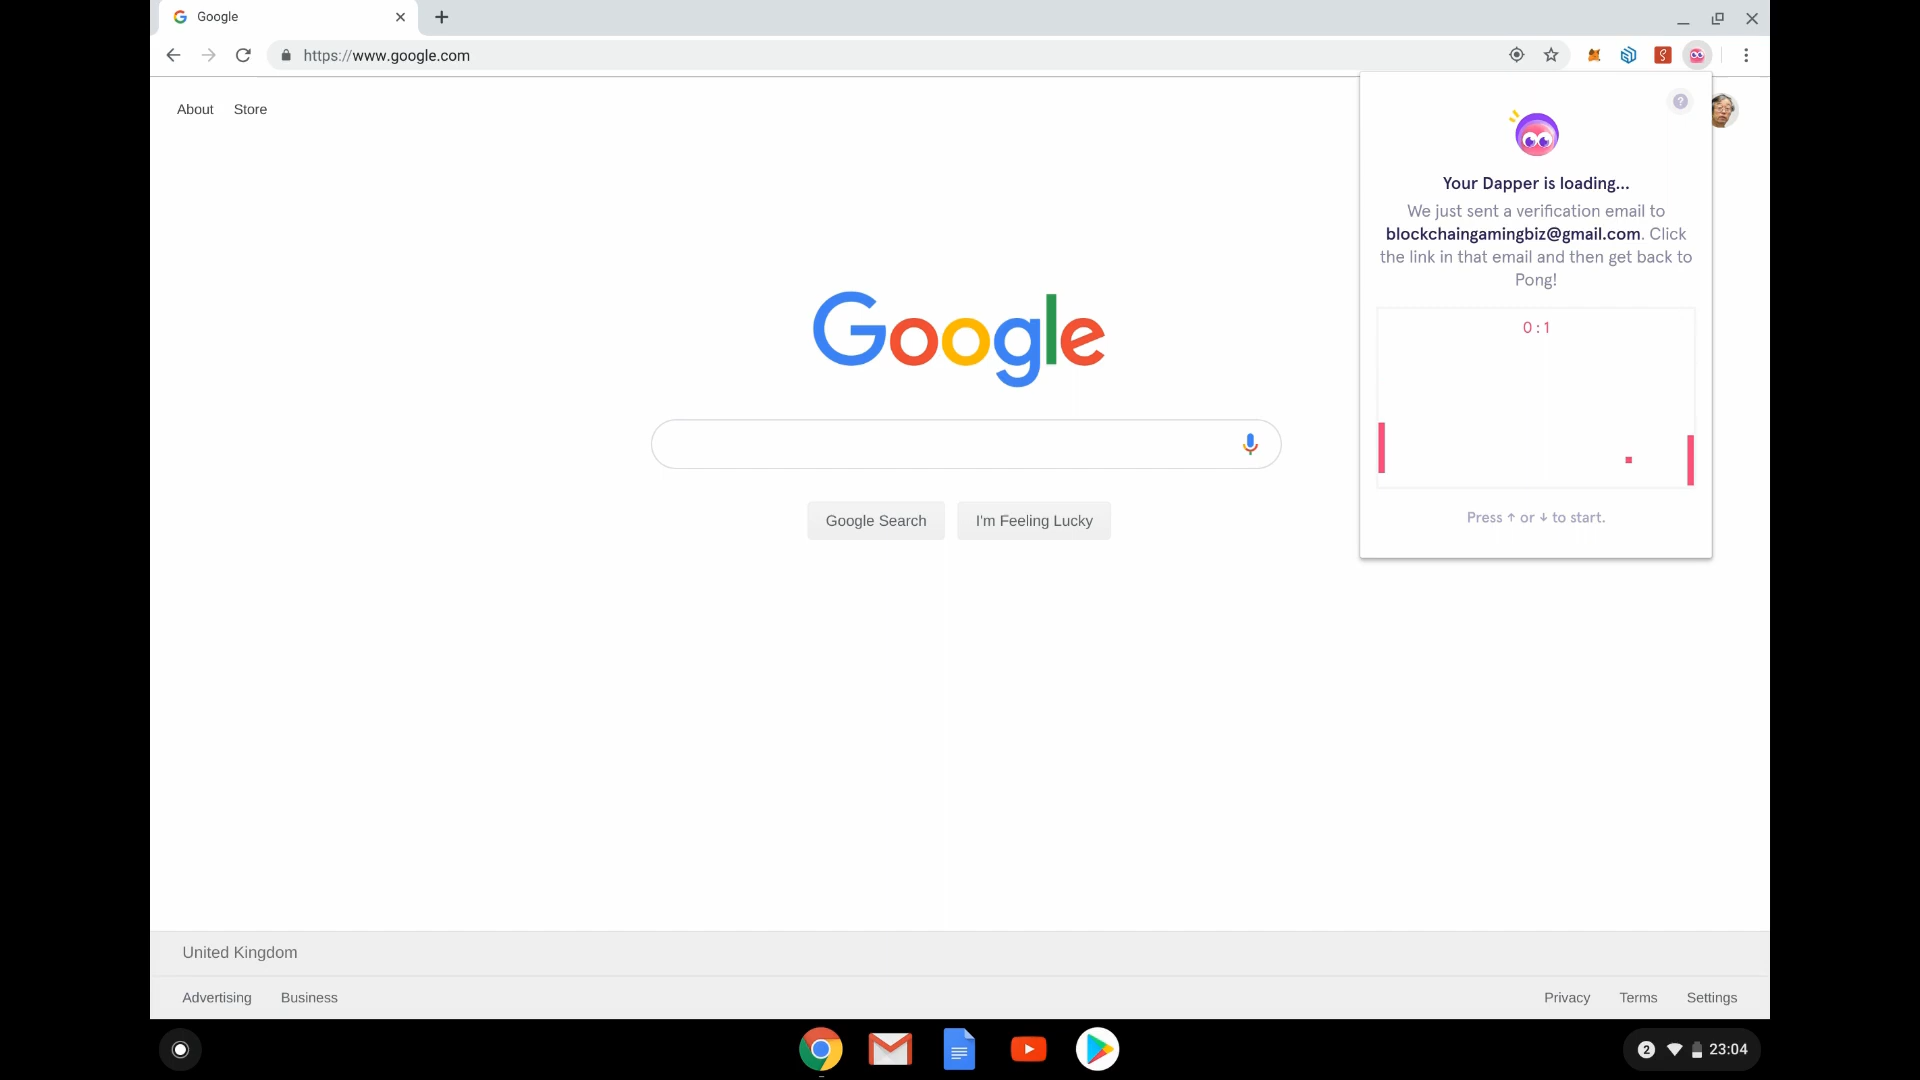 Google
https://www.google.com
About
Store
?
Your Dapper is loading...
We just sent a verification email to
blockchaingamingbiz@gmail.com. Click
the link in that email and then get back to
Pong!
0 : 1
Press ↑ or ↓ to start.
Google
Google Search
I'm Feeling Lucky
United Kingdom
Advertising
Business
Privacy
Terms
Settings
2
23:04